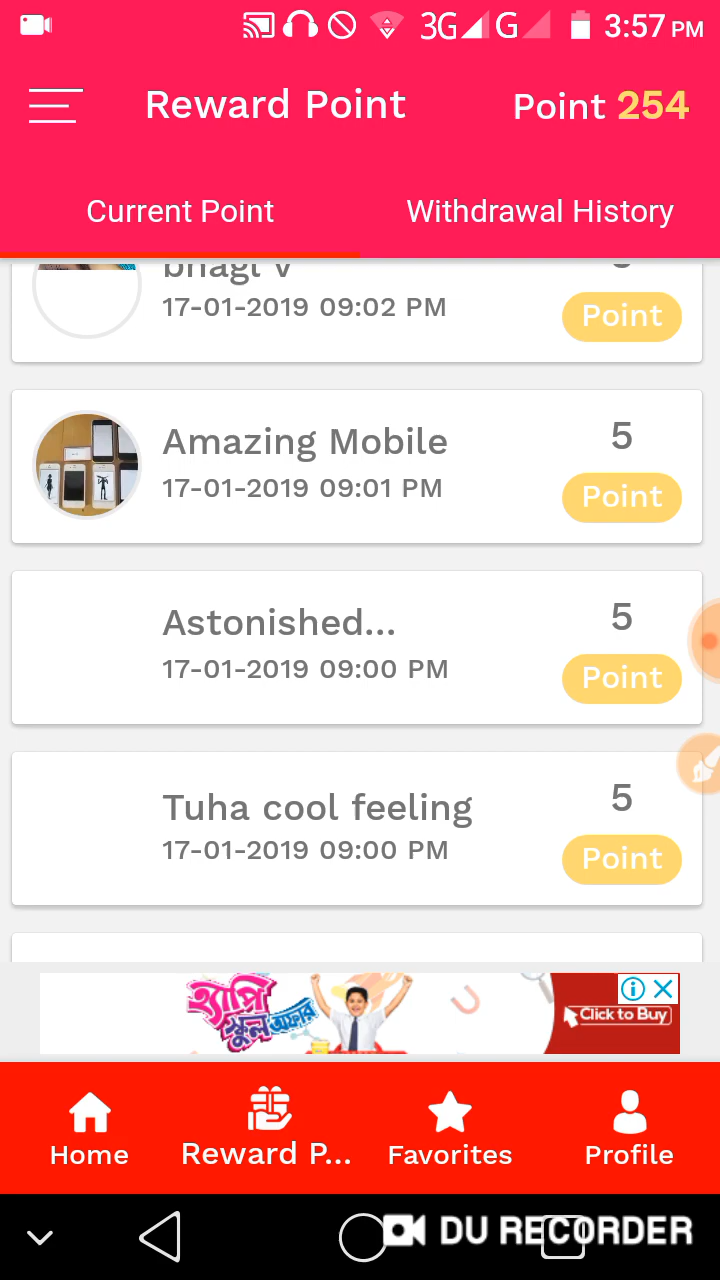 3G G 3:57 PM
Reward Point
Point 254
Current Point
Withdrawal History
bhagi v
17-01-2019 09:02 PM
Point
Amazing Mobile
5
17-01-2019 09:01 PM
Point
Astonished...
5
17-01-2019 09:00 PM
Point
Tuha cool feeling
5
17-01-2019 09:00 PM
Point
হ্যাপি
স্কুল অফার
Click to Buy
Home
Reward P...
Favorites
Profile
DU RECORDER